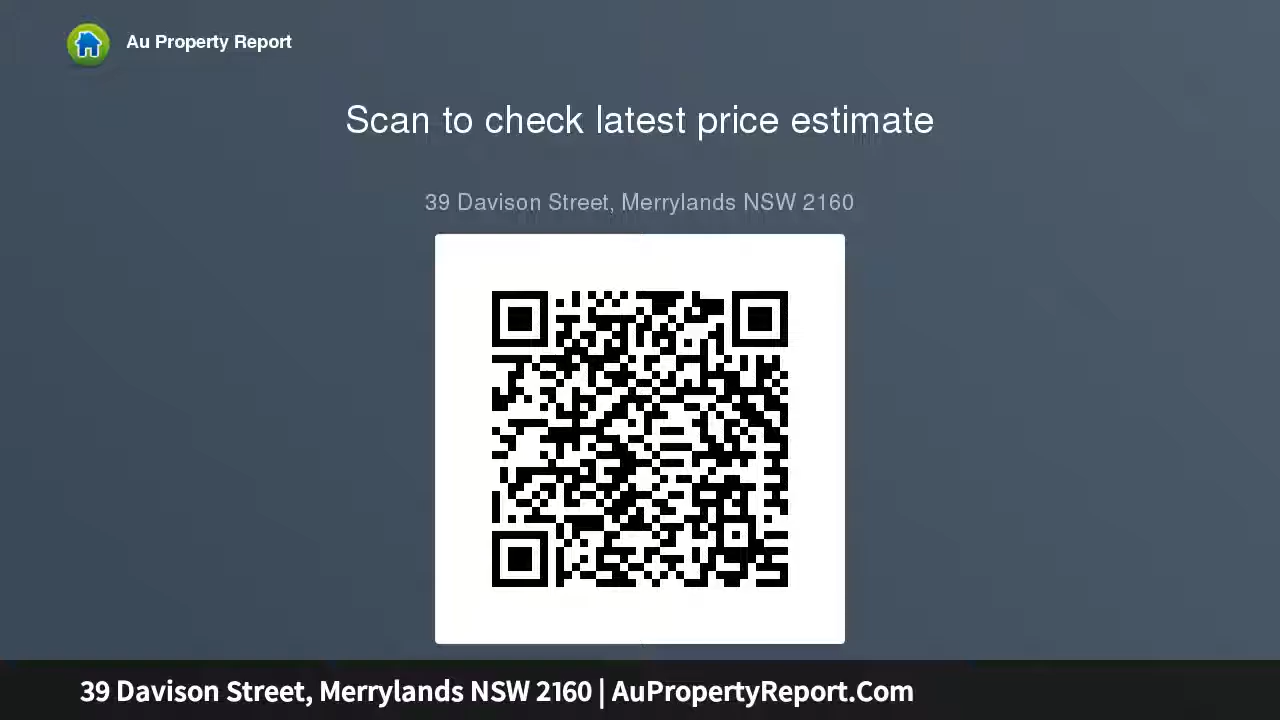 Au Property Report
Scan to check latest price estimate
39 Davison Street, Merrylands NSW 2160
39 Davison Street, Merrylands NSW 2160 | AuPropertyReport.Com